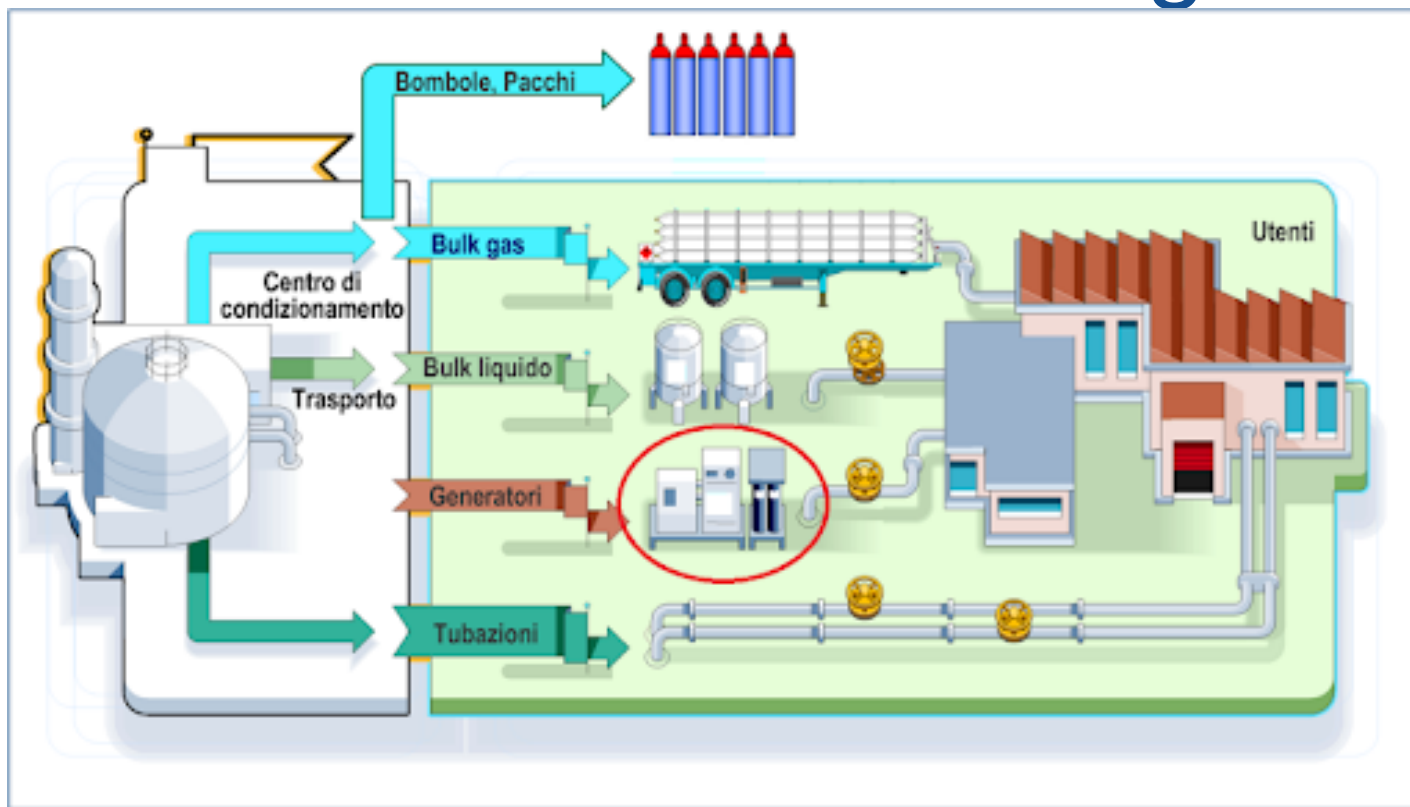 g
Bombole, Pacchi
Utenti
Bulk gas
Centro di
condizionamento
Bulk liquido
Trasporto
Generatori
Tubazioni